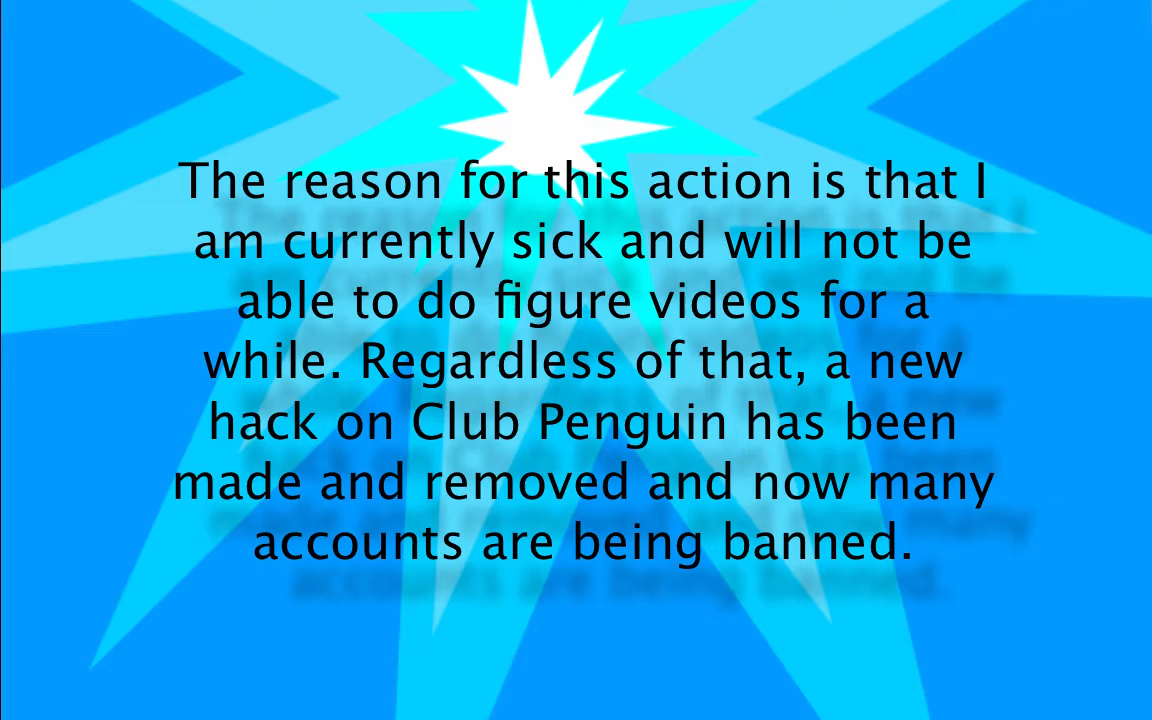 The reason for this action is that I
am currently sick and will not be
able to do figure videos for a
while. Regardless of that, a new
hack on Club Penguin has been
made and removed and now many
accounts are being banned.